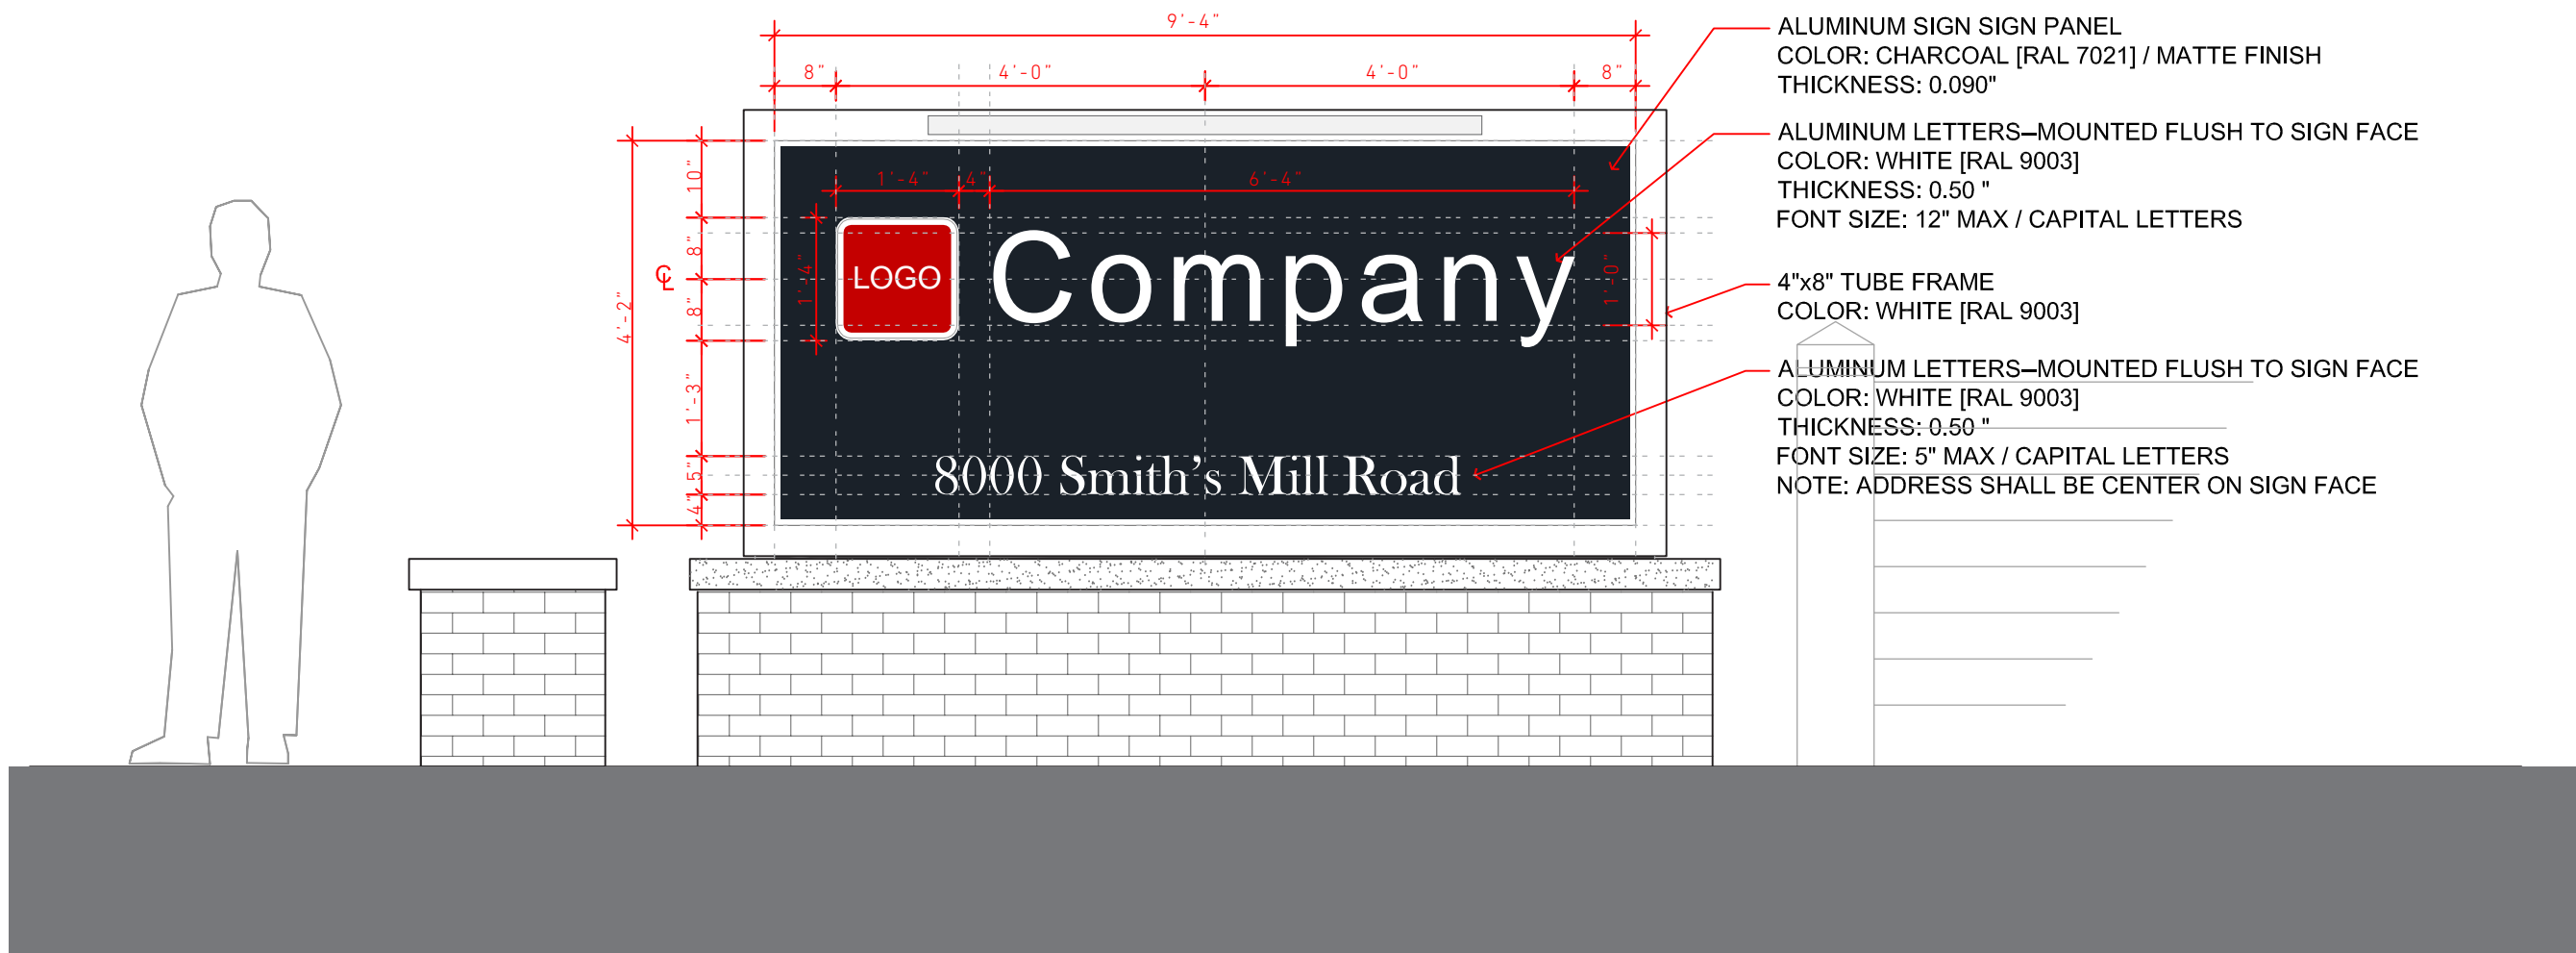 9'-4"
8" 4'-0" 4'-0" 8"
ALUMINUM SIGN SIGN PANEL
COLOR: CHARCOAL [RAL 7021] / MATTE FINISH
THICKNESS: 0.090"
ALUMINUM LETTERS–MOUNTED FLUSH TO SIGN FACE
COLOR: WHITE [RAL 9003]
THICKNESS: 0.50 "
FONT SIZE: 12" MAX / CAPITAL LETTERS
4"x8" TUBE FRAME
COLOR: WHITE [RAL 9003]
ALUMINUM LETTERS–MOUNTED FLUSH TO SIGN FACE
COLOR: WHITE [RAL 9003]
THICKNESS: 0.50 "
FONT SIZE: 5" MAX / CAPITAL LETTERS
NOTE: ADDRESS SHALL BE CENTER ON SIGN FACE
4'-2"
℄
10"
8"
8"
1'-3"
5"
4"
1'-4" 4" 6'-4"
1'-4"
LOGO
Company
1'-0"
8000 Smith's Mill Road